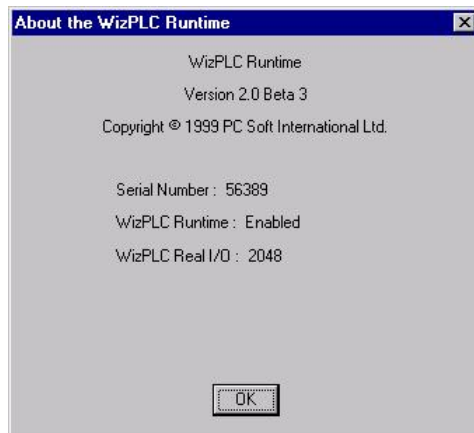 About the WizPLC Runtime
WizPLC Runtime
Version 2.0 Beta 3
Copyright © 1999 PC Soft International Ltd.
Serial Number : 56389
WizPLC Runtime : Enabled
WizPLC Real I/O : 2048
OK